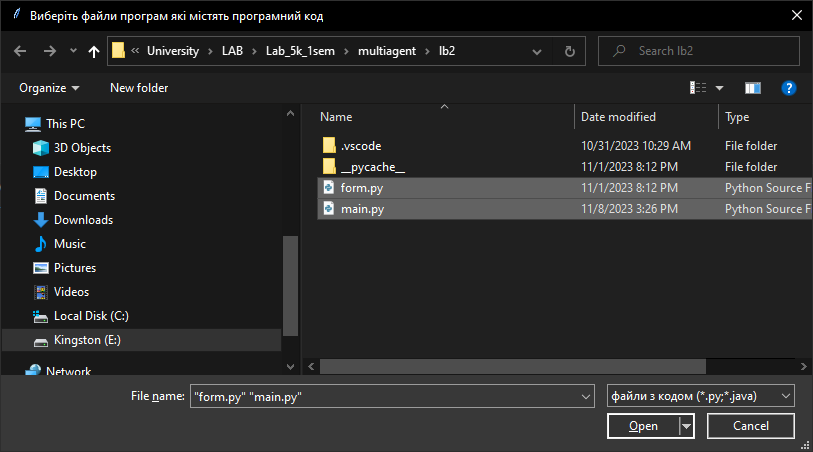 Виберіть файли програм які містять програмний код
« University › LAB › Lab_5k_1sem › multiagent › lb2
Search lb2
Organize New folder
This PC
3D Objects
Desktop
Documents
Downloads
Music
Pictures
Videos
Local Disk (C:)
Kingston (E:)
Network
Name Date modified Type
.vscode 10/31/2023 10:29 AM File folder
__pycache__ 11/1/2023 8:12 PM File folder
form.py 11/1/2023 8:12 PM Python Source F
main.py 11/8/2023 3:26 PM Python Source F
File name: "form.py" "main.py"
файли з кодом (*.py;*.java)
Open Cancel